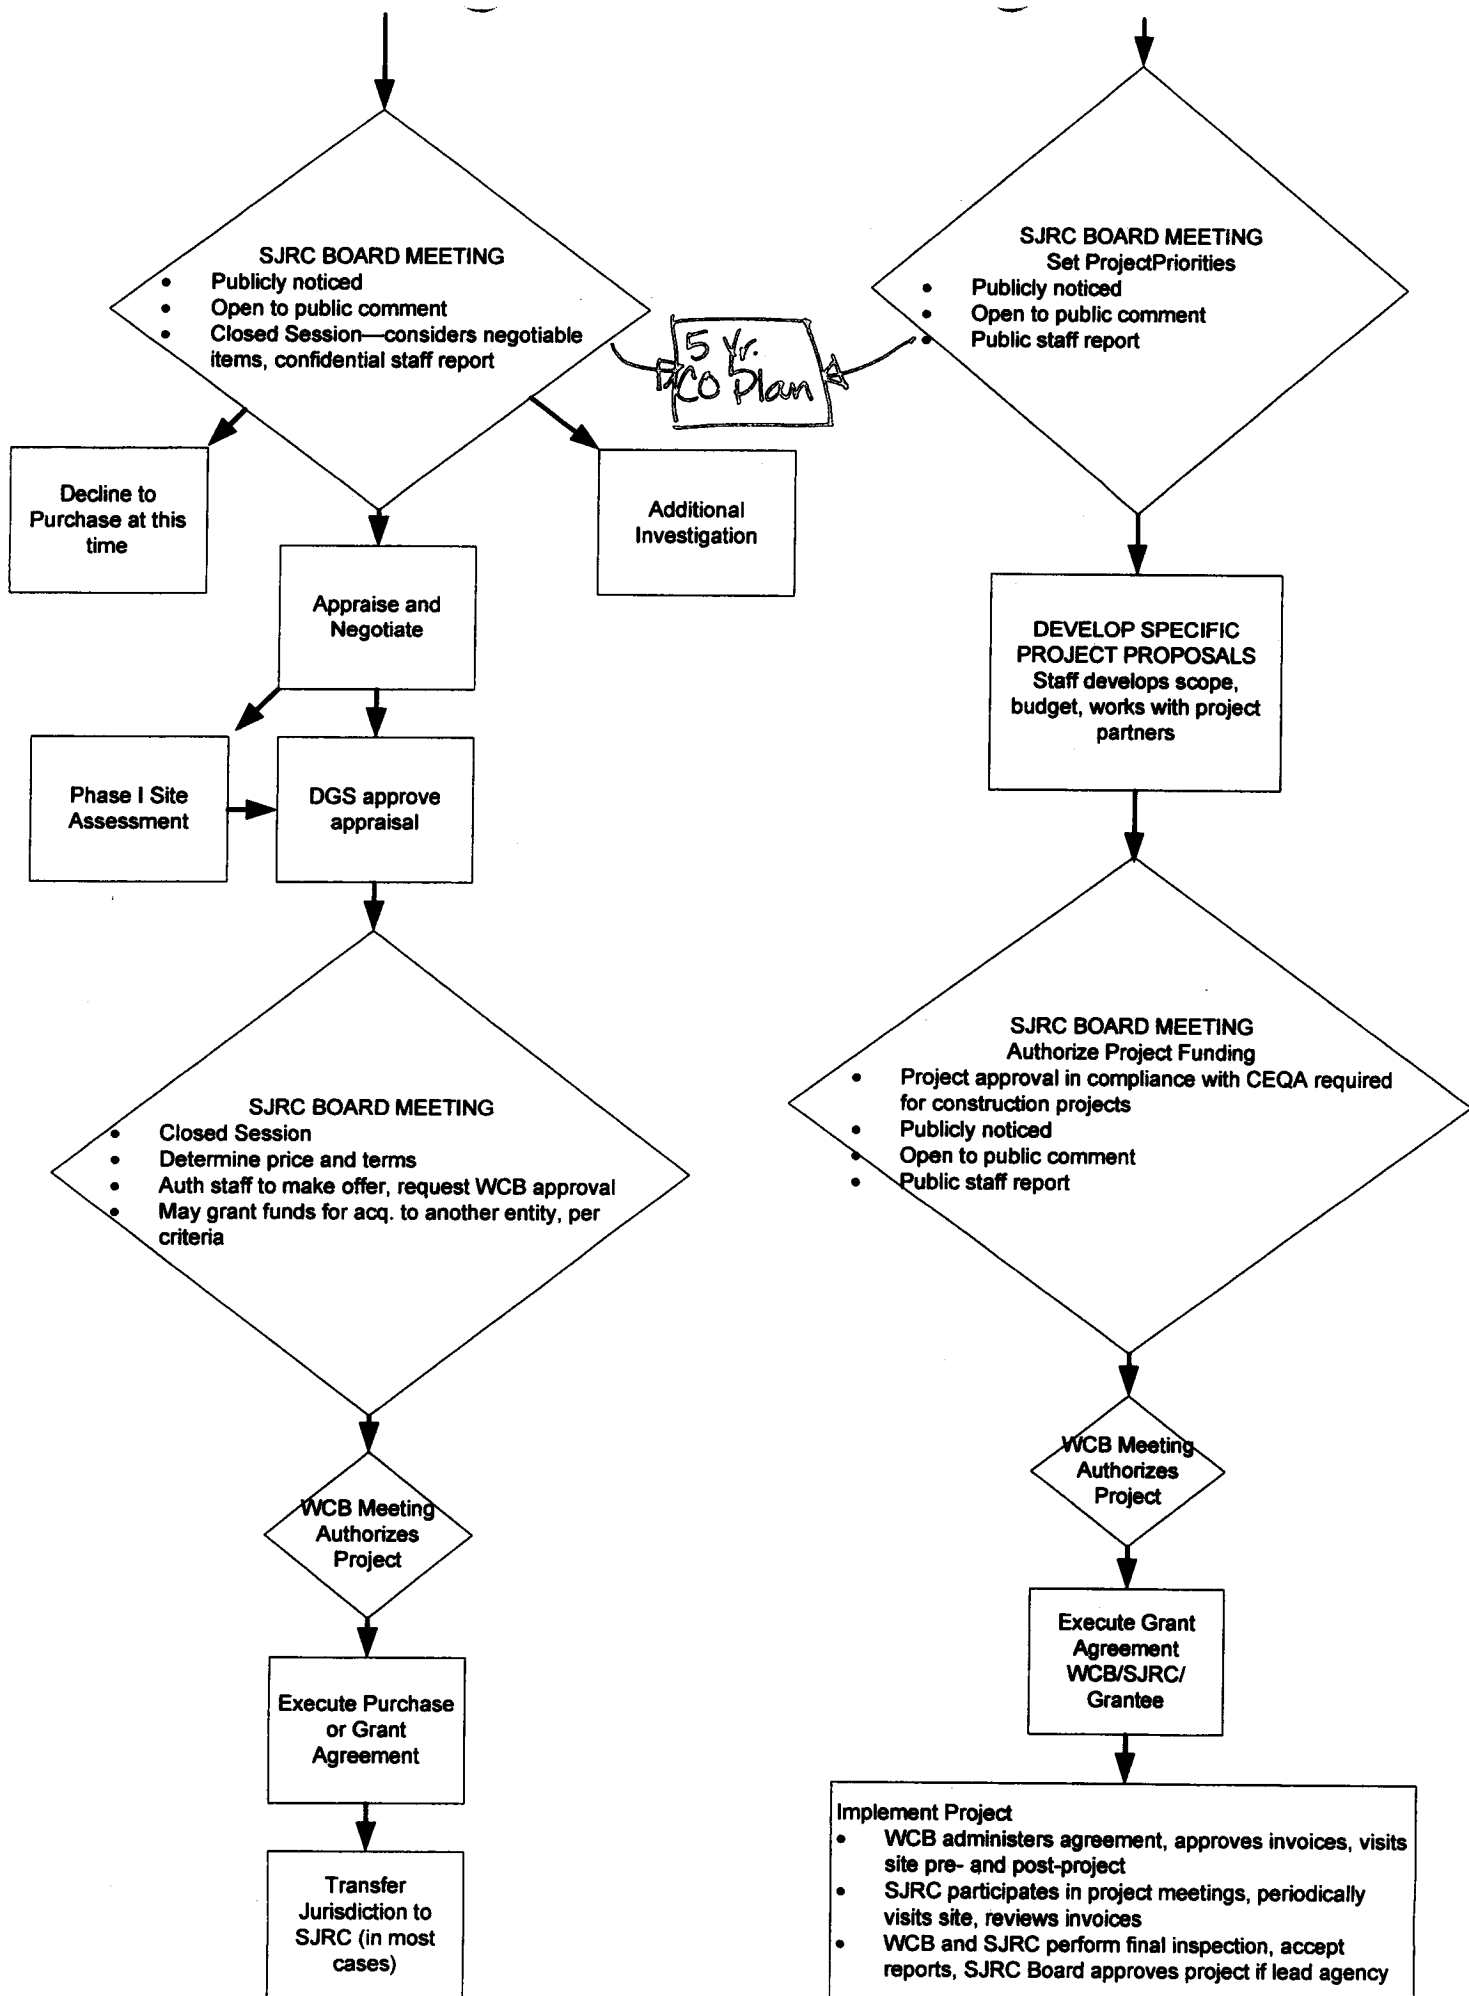 SJRC BOARD MEETING
• Publicly noticed
• Open to public comment
• Closed Session—considers negotiable
items, confidential staff report
5 Yr.
CO Plan
SJRC BOARD MEETING
Set ProjectPriorities
• Publicly noticed
• Open to public comment
• Public staff report
Decline to
Purchase at this
time
Additional
Investigation
Appraise and
Negotiate
Phase I Site
Assessment
DGS approve
appraisal
DEVELOP SPECIFIC
PROJECT PROPOSALS
Staff develops scope,
budget, works with project
partners
SJRC BOARD MEETING
• Closed Session
• Determine price and terms
• Auth staff to make offer, request WCB approval
• May grant funds for acq. to another entity, per
criteria
SJRC BOARD MEETING
Authorize Project Funding
• Project approval in compliance with CEQA required
for construction projects
• Publicly noticed
• Open to public comment
• Public staff report
WCB Meeting
Authorizes
Project
WCB Meeting
Authorizes
Project
Execute Purchase
or Grant
Agreement
Execute Grant
Agreement
WCB/SJRC/
Grantee
Transfer
Jurisdiction to
SJRC (in most
cases)
Implement Project
• WCB administers agreement, approves invoices, visits
site pre- and post-project
• SJRC participates in project meetings, periodically
visits site, reviews invoices
• WCB and SJRC perform final inspection, accept
reports, SJRC Board approves project if lead agency